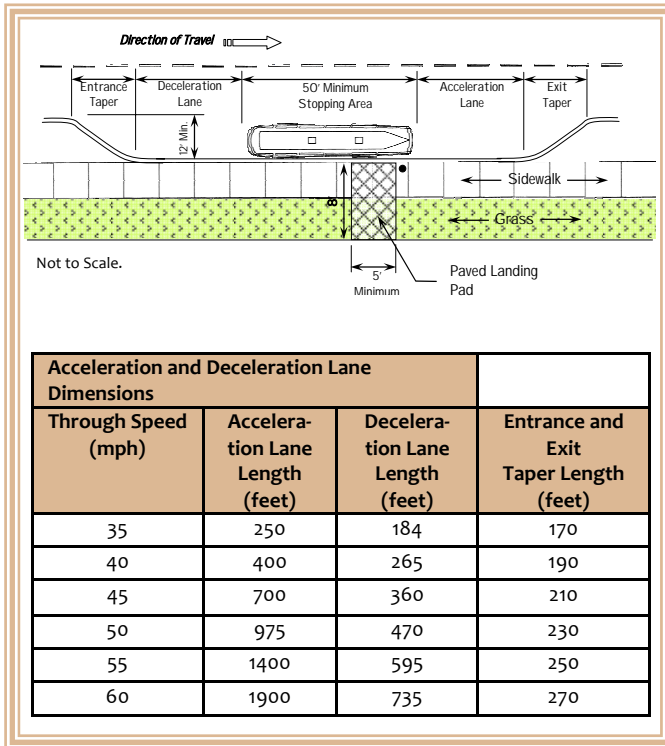 Direction of Travel
Entrance Taper
Deceleration Lane
50' Minimum Stopping Area
Acceleration Lane
Exit Taper
12' Min.
8'
Sidewalk
Grass
Not to Scale.
5' Minimum
Paved Landing Pad
Acceleration and Deceleration Lane
Dimensions
Through Speed (mph) Accelera-tion Lane Length (feet) Decelera-tion Lane Length (feet) Entrance and Exit Taper Length (feet)
35 250 184 170
40 400 265 190
45 700 360 210
50 975 470 230
55 1400 595 250
60 1900 735 270